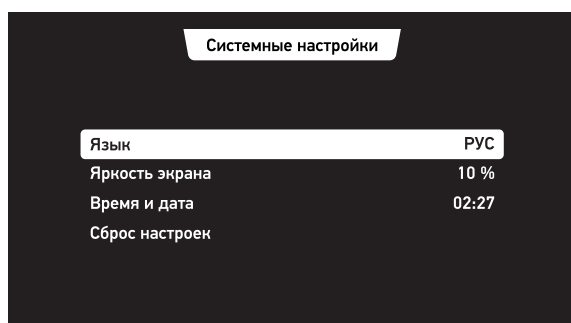 Системные настройки
Язык РУС
Яркость экрана 10 %
Время и дата 02:27
Сброс настроек